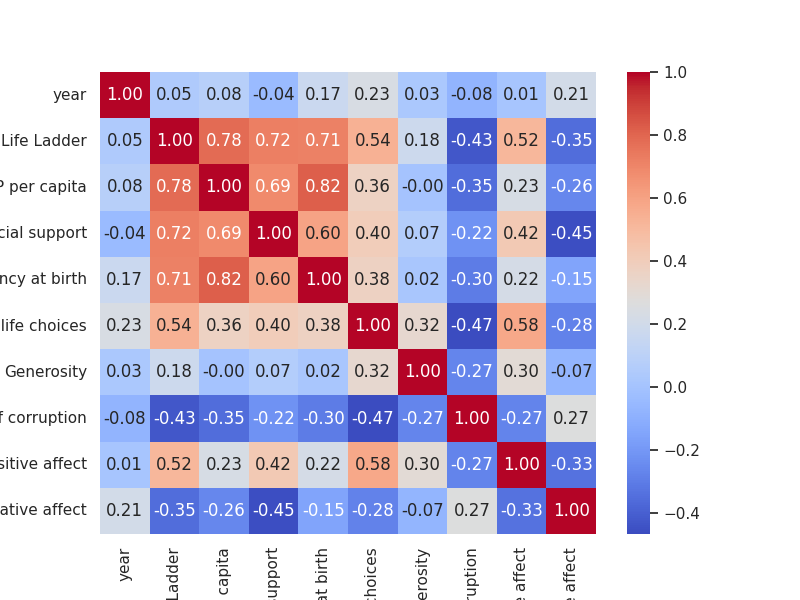 1.0
year 1.00 0.05 0.08 -0.04 0.17 0.23 0.03 -0.08 0.01 0.21
Life Ladder 0.05 1.00 0.78 0.72 0.71 0.54 0.18 -0.43 0.52 -0.35
0.8
P per capita 0.08 0.78 1.00 0.69 0.82 0.36 -0.00 -0.35 0.23 -0.26
0.6
cial support -0.04 0.72 0.69 1.00 0.60 0.40 0.07 -0.22 0.42 -0.45
0.4
ncy at birth 0.17 0.71 0.82 0.60 1.00 0.38 0.02 -0.30 0.22 -0.15
life choices 0.23 0.54 0.36 0.40 0.38 1.00 0.32 -0.47 0.58 -0.28
0.2
Generosity 0.03 0.18 -0.00 0.07 0.02 0.32 1.00 -0.27 0.30 -0.07
0.0
f corruption -0.08 -0.43 -0.35 -0.22 -0.30 -0.47 -0.27 1.00 -0.27 0.27
−0.2
sitive affect 0.01 0.52 0.23 0.42 0.22 0.58 0.30 -0.27 1.00 -0.33
ative affect 0.21 -0.35 -0.26 -0.45 -0.15 -0.28 -0.07 0.27 -0.33 1.00
−0.4
year
Ladder
capita
support
at birth
choices
erosity
ruption
e affect
e affect